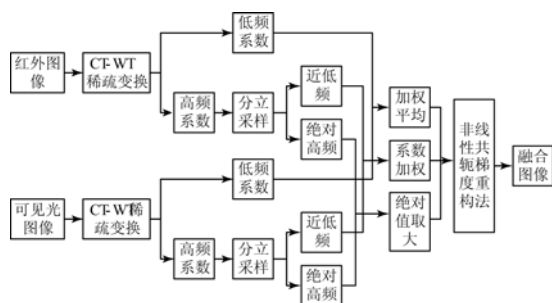 红外图
像
CT-WT
稀疏变换
低频
系数
高频
系数
分立
采样
近低
频
绝对
高频
可见光
图像
CT-WT稀
疏变换
低频
系数
高频
系数
分立
采样
近低
频
绝对
高频
加权
平均
系数
加权
绝对
值取
大
非线
性共
轭梯
度重
构法
融合
图像